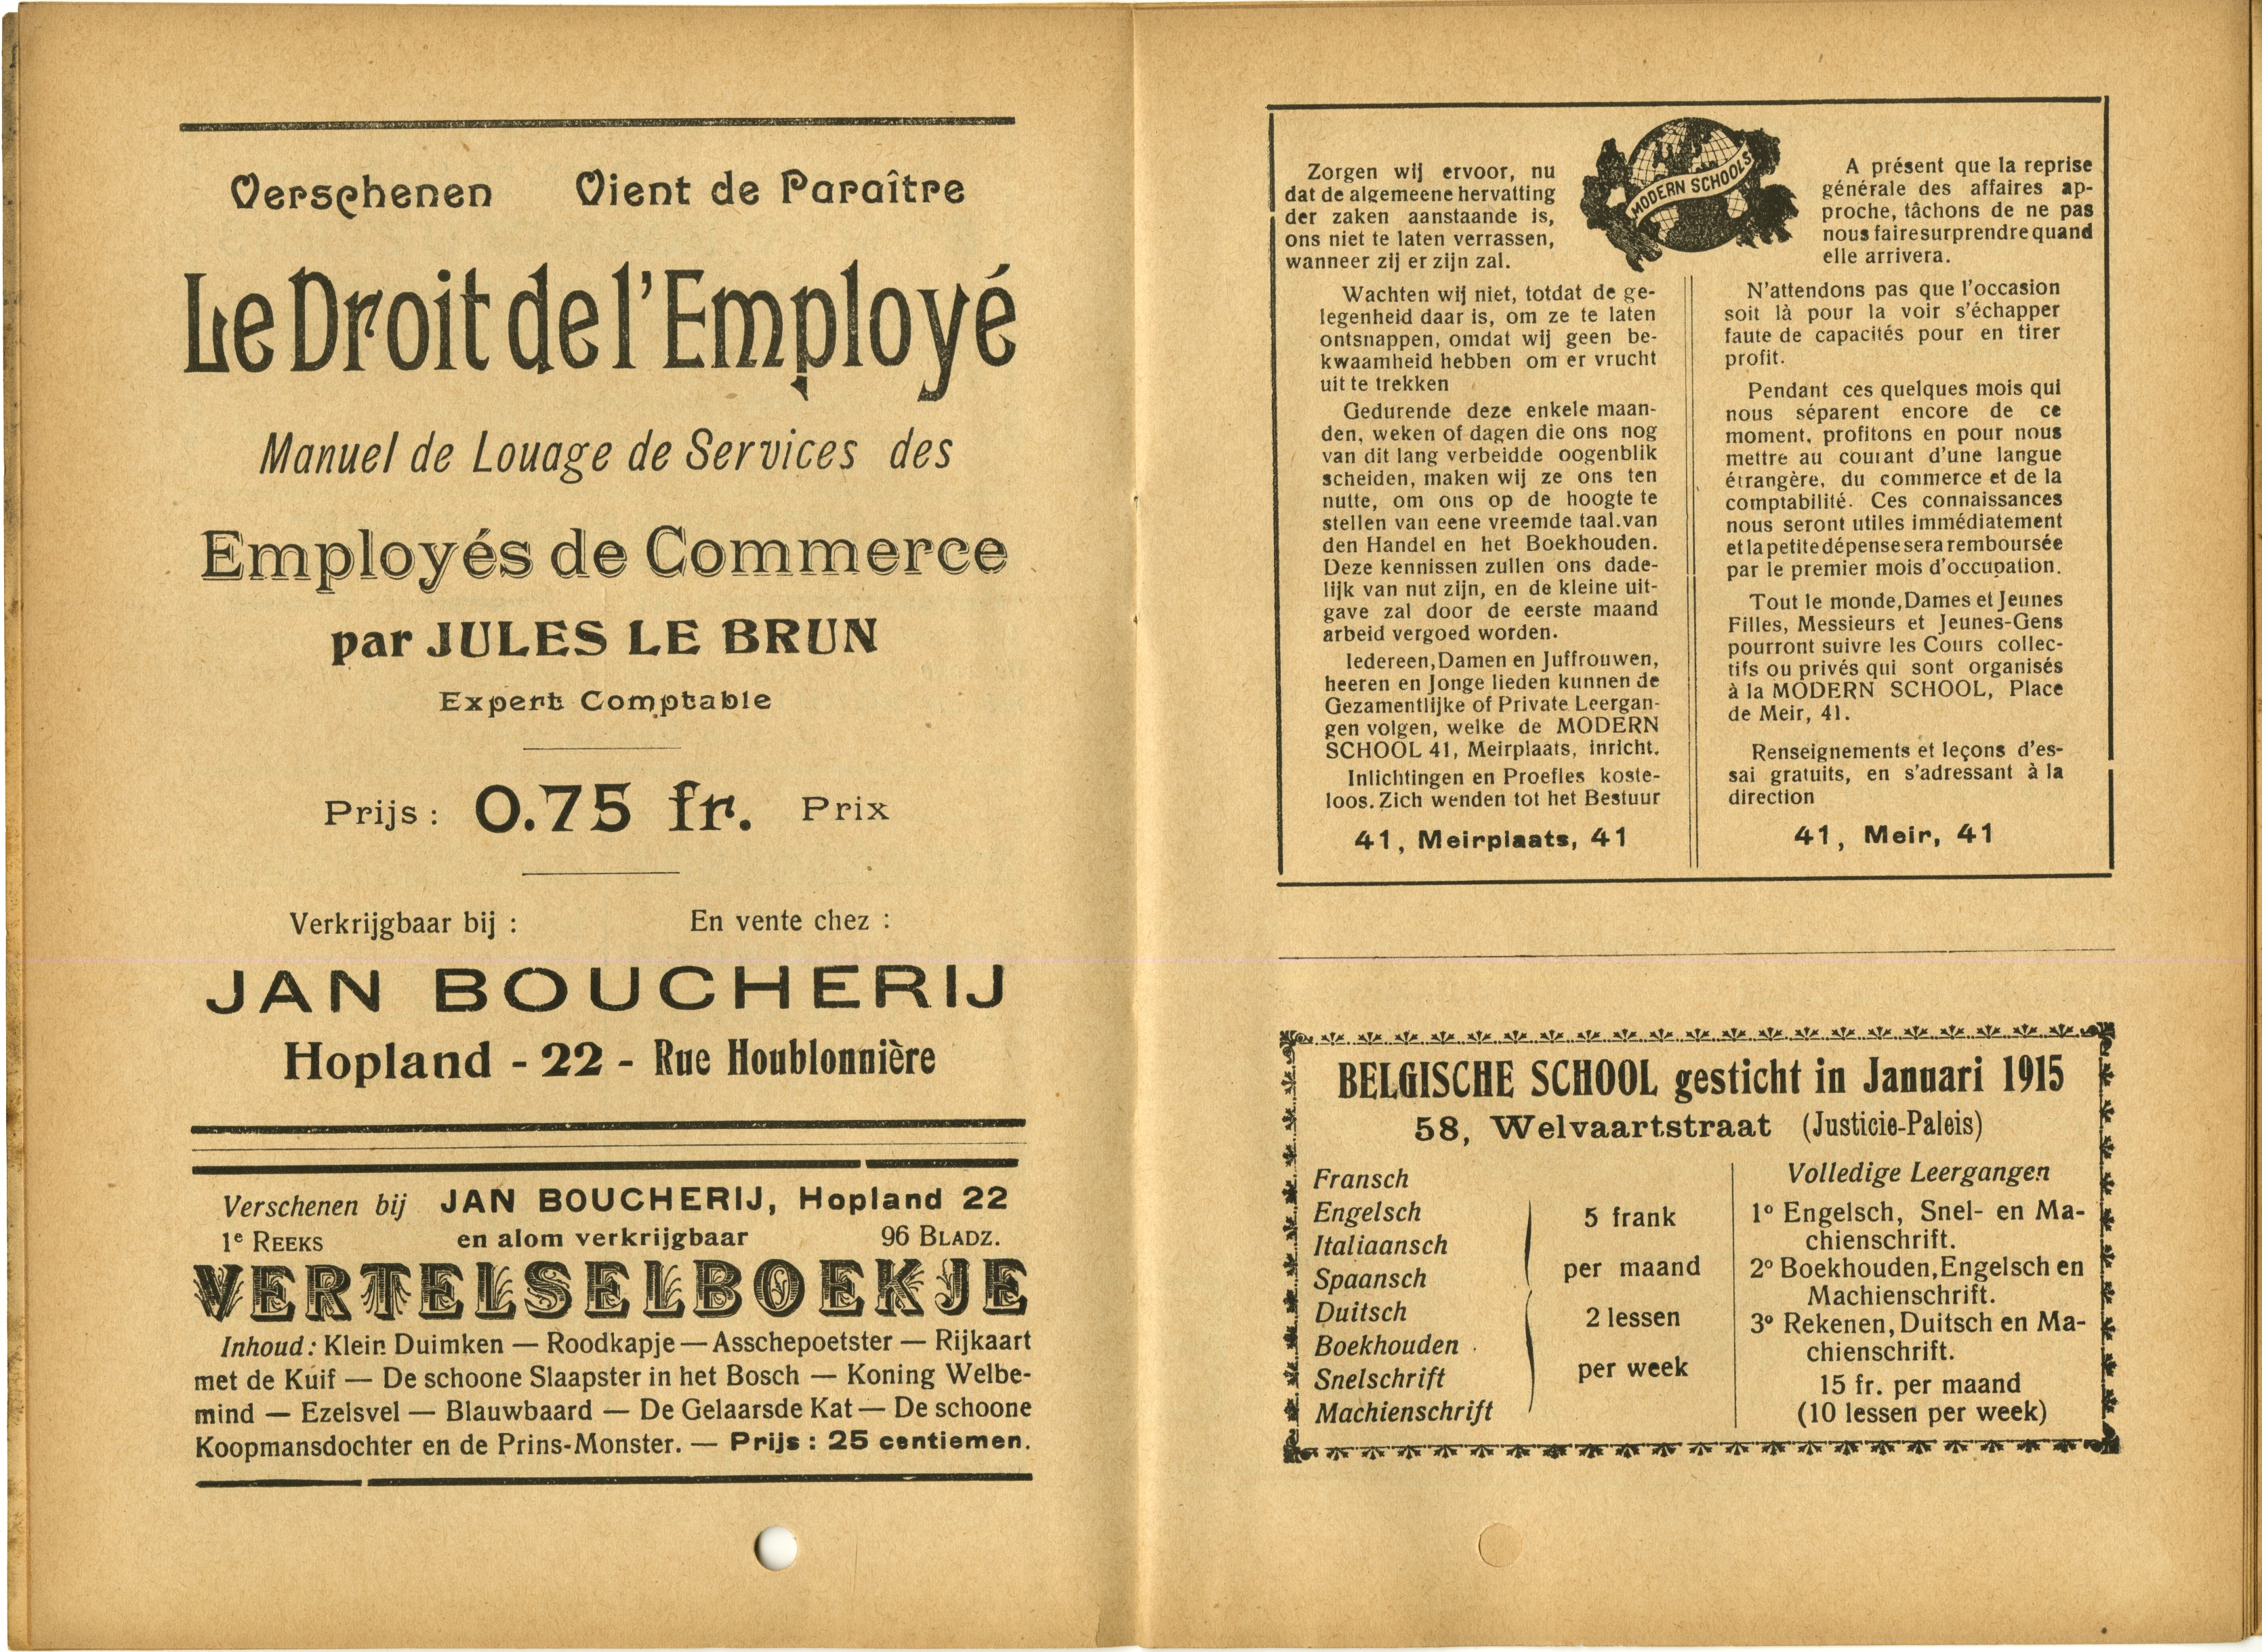 Verschenen Vient de Paraître
Le Droit de l'Employé
Manuel de Louage de Services des
Employés de Commerce
par JULES LE BRUN
Expert Comptable
Prijs : 0.75 fr. Prix
Verkrijgbaar bij : En vente chez :
JAN BOUCHERIJ
Hopland - 22 - Rue Houblonnière
Verschenen bij JAN BOUCHERIJ, Hopland 22
1e REEKS en alom verkrijgbaar 96 BLADZ.
VERTELSELBOEKJE
Inhoud : Klein Duimken — Roodkapje — Asschepoetster — Rijkaart
met de Kuif — De schoone Slaapster in het Bosch — Koning Welbe-
mind — Ezelsvel — Blauwbaard — De Gelaarsde Kat — De schoone
Koopmansdochter en de Prins-Monster. — Prijs : 25 centiemen.
MODERN SCHOOLS
Zorgen wij ervoor, nu
dat de algemeene hervatting
der zaken aanstaande is,
ons niet te laten verrassen,
wanneer zij er zijn zal.
Wachten wij niet, totdat de ge-
legenheid daar is, om ze te laten
ontsnappen, omdat wij geen be-
kwaamheid hebben om er vrucht
uit te trekken
Gedurende deze enkele maan-
den, weken of dagen die ons nog
van dit lang verbeidde oogenblik
scheiden, maken wij ze ons ten
nutte, om ons op de hoogte te
stellen van eene vreemde taal.van
den Handel en het Boekhouden.
Deze kennissen zullen ons dade-
lijk van nut zijn, en de kleine uit-
gave zal door de eerste maand
arbeid vergoed worden.
Iedereen, Damen en Juffrouwen,
heeren en Jonge lieden kunnen de
Gezamentlijke of Private Leergan-
gen volgen, welke de MODERN
SCHOOL 41, Meirplaats, inricht.
Inlichtingen en Proefles koste-
loos. Zich wenden tot het Bestuur
41, Meirplaats, 41
A présent que la reprise
générale des affaires ap-
proche, tâchons de ne pas
nous faire surprendre quand
elle arrivera.
N'attendons pas que l'occasion
soit là pour la voir s'échapper
faute de capacités pour en tirer
profit.
Pendant ces quelques mois qui
nous séparent encore de ce
moment, profitons en pour nous
mettre au courant d'une langue
étrangère, du commerce et de la
comptabilité. Ces connaissances
nous seront utiles immédiatement
et la petite dépense sera remboursée
par le premier mois d'occupation.
Tout le monde, Dames et Jeunes
Filles, Messieurs et Jeunes-Gens
pourront suivre les Cours collec-
tifs ou privés qui sont organisés
à la MODERN SCHOOL, Place
de Meir, 41.
Renseignements et leçons d'es-
sai gratuits, en s'adressant à la
direction
41, Meir, 41
BELGISCHE SCHOOL gesticht in Januari 1915
58, Welvaartstraat (Justicie-Paleis)
Fransch
Engelsch
Italiaansch
Spaansch
Duitsch
Boekhouden
Snelschrift
Machienschrift
5 frank
per maand
2 lessen
per week
Volledige Leergangen
1° Engelsch, Snel- en Ma-
chienschrift.
2° Boekhouden, Engelsch en
Machienschrift.
3° Rekenen, Duitsch en Ma-
chienschrift.
15 fr. per maand
(10 lessen per week)